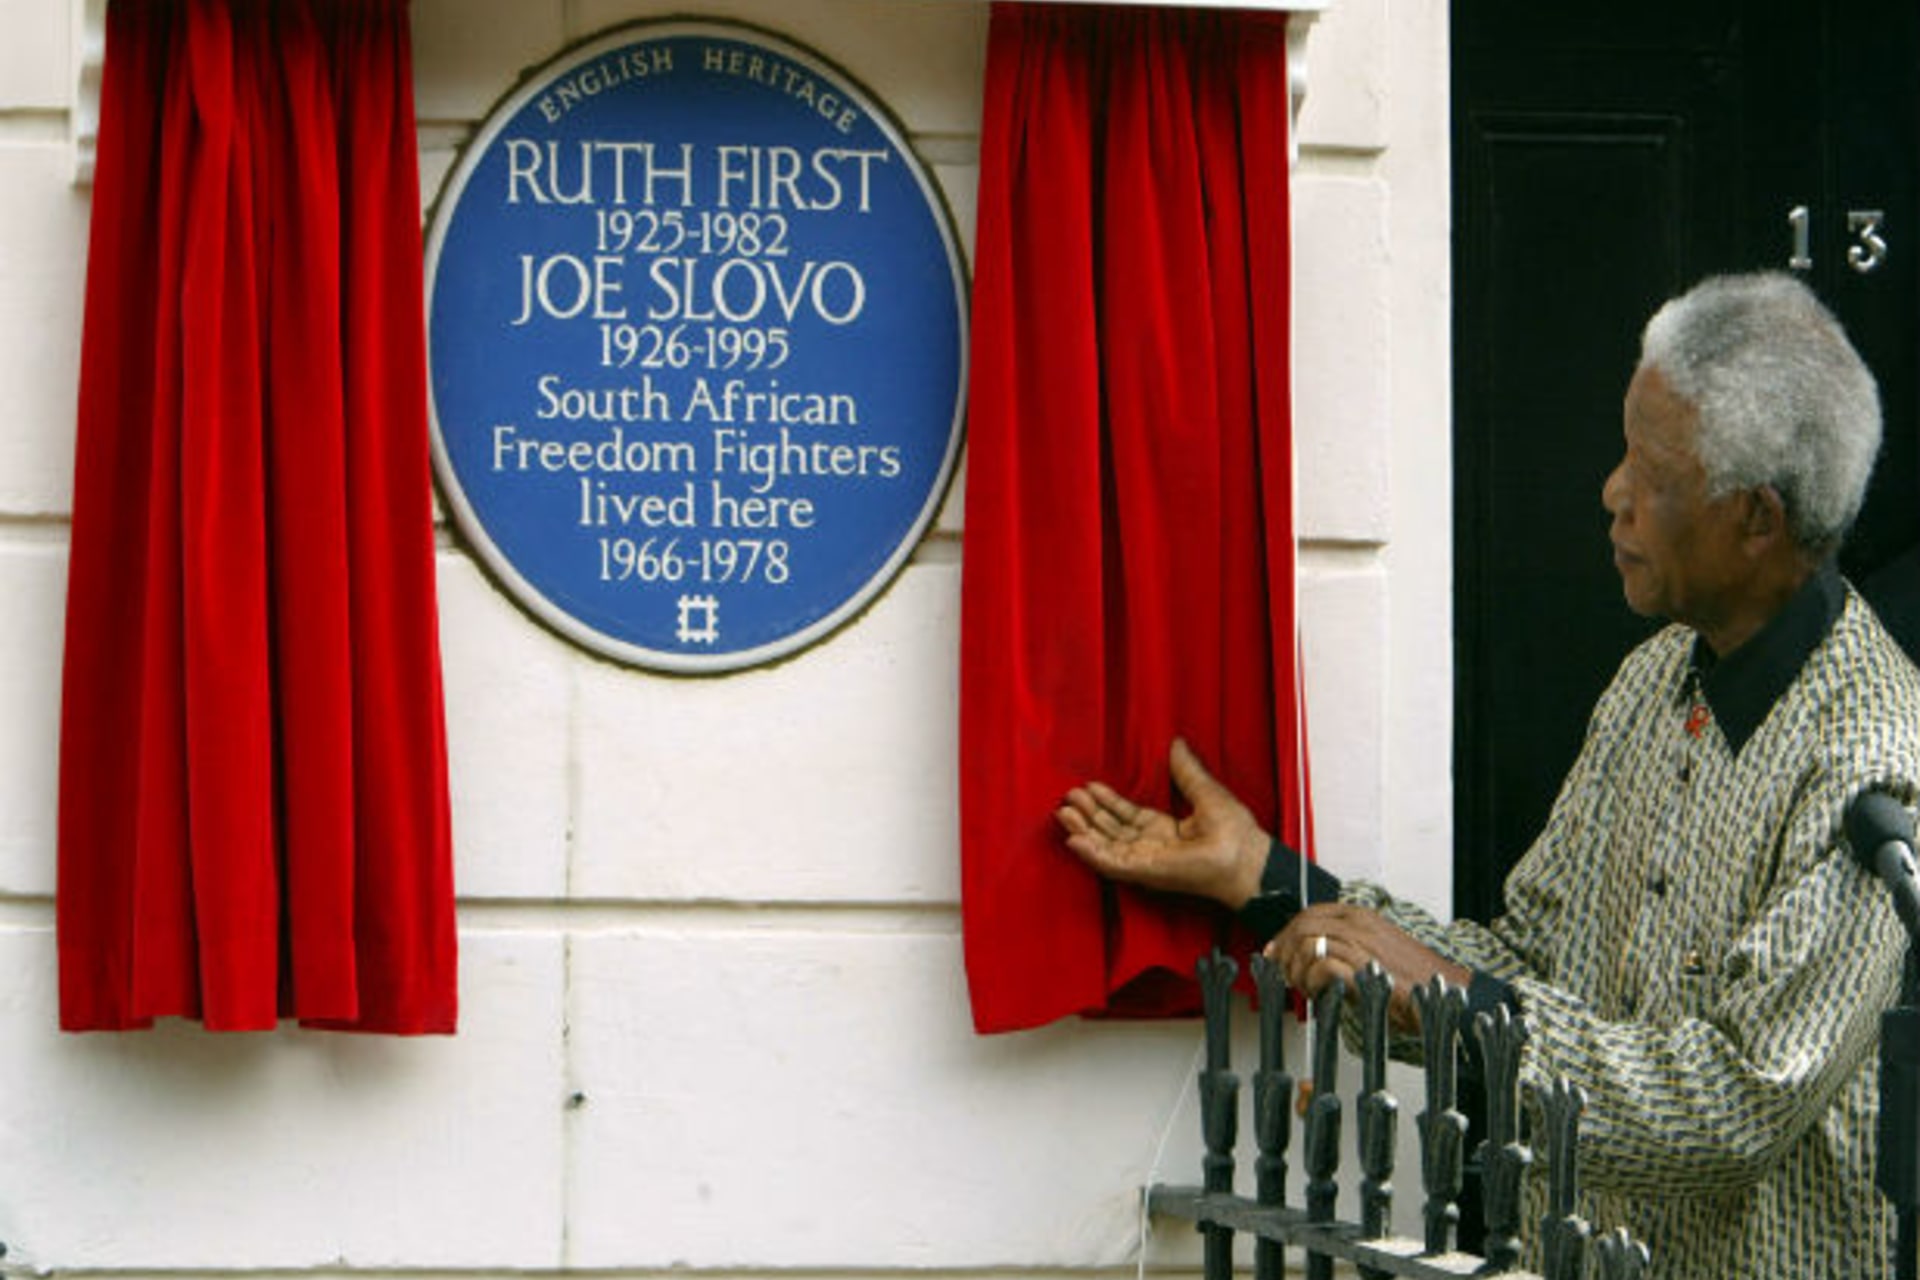 ENGLISH HERITAGE
RUTH FIRST
1925-1982
JOE SLOVO
1926-1995
South African
Freedom Fighters
lived here
1966-1978
13